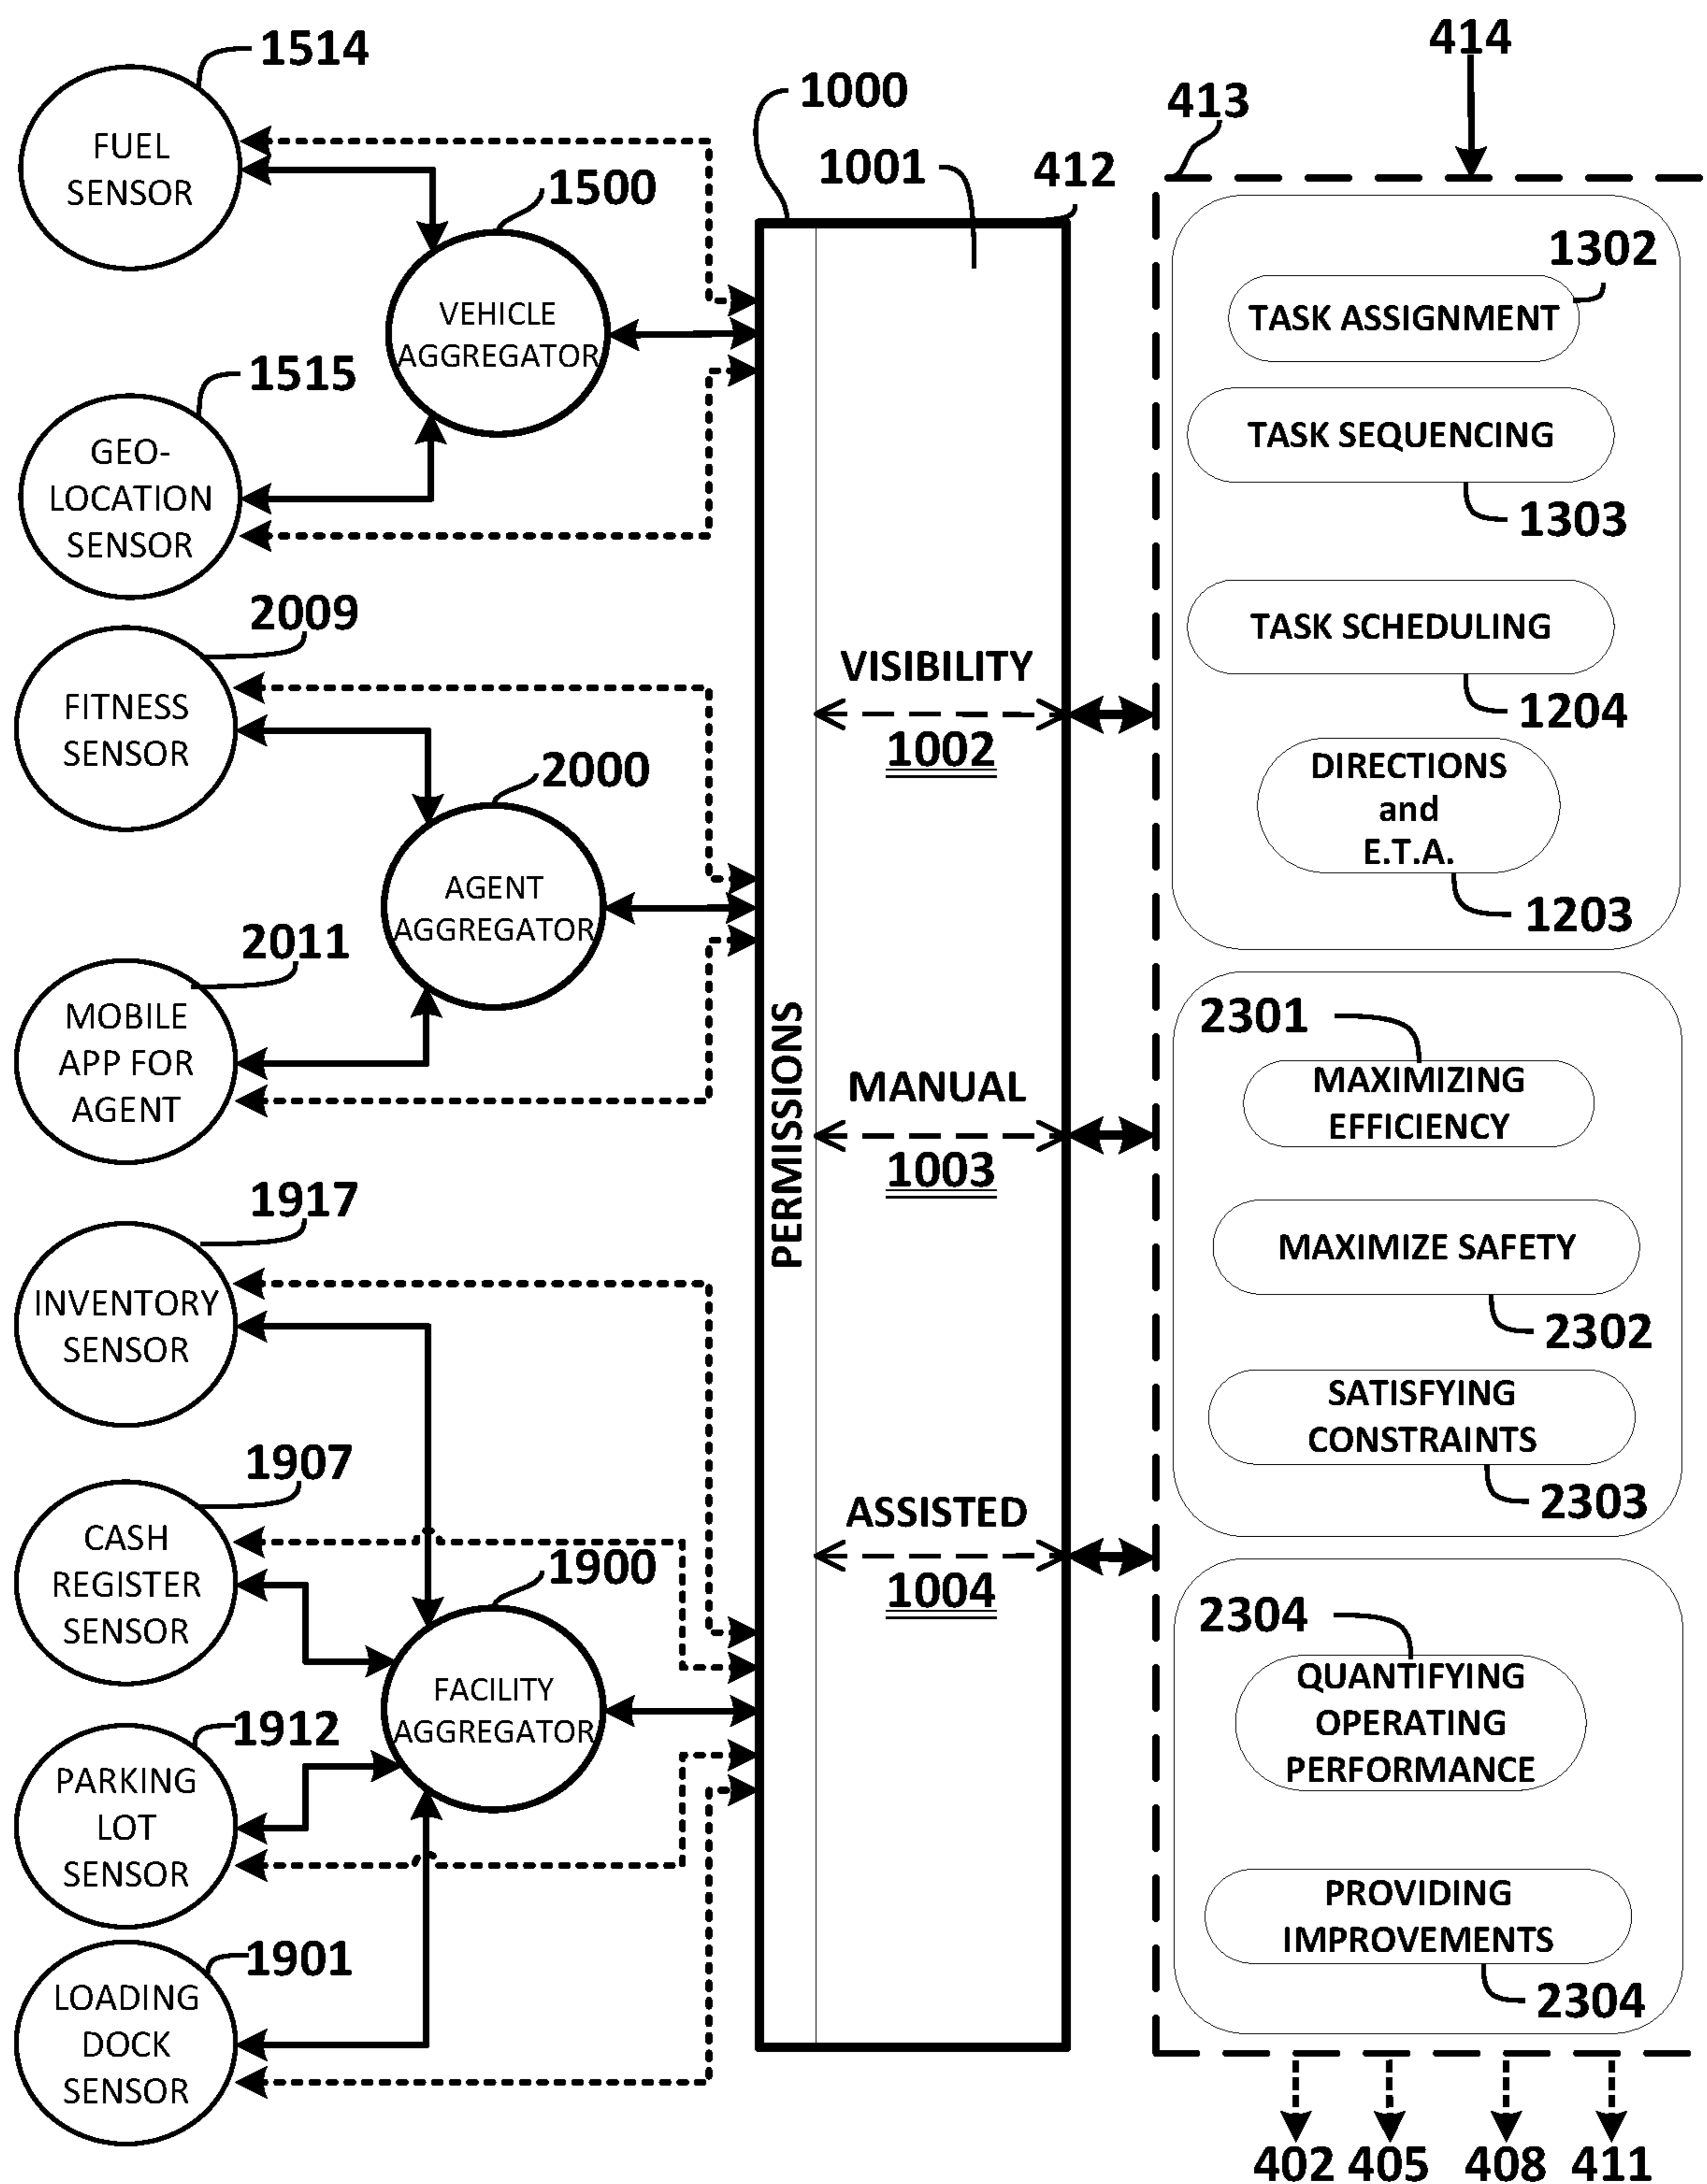 1514
FUEL
SENSOR
1500
VEHICLE
AGGREGATOR
1515
GEO-
LOCATION
SENSOR
2009
FITNESS
SENSOR
2000
AGENT
AGGREGATOR
2011
MOBILE
APP FOR
AGENT
1917
INVENTORY
SENSOR
1907
CASH
REGISTER
SENSOR
1900
FACILITY
AGGREGATOR
1912
PARKING
LOT
SENSOR
1901
LOADING
DOCK
SENSOR
1000
1001
412
PERMISSIONS
VISIBILITY
1002
MANUAL
1003
ASSISTED
1004
414
413
1302
TASK ASSIGNMENT
TASK SEQUENCING
1303
TASK SCHEDULING
1204
DIRECTIONS
and
E.T.A.
1203
2301
MAXIMIZING
EFFICIENCY
MAXIMIZE SAFETY
2302
SATISFYING
CONSTRAINTS
2303
2304
QUANTIFYING
OPERATING
PERFORMANCE
PROVIDING
IMPROVEMENTS
2304
402 405 408 411